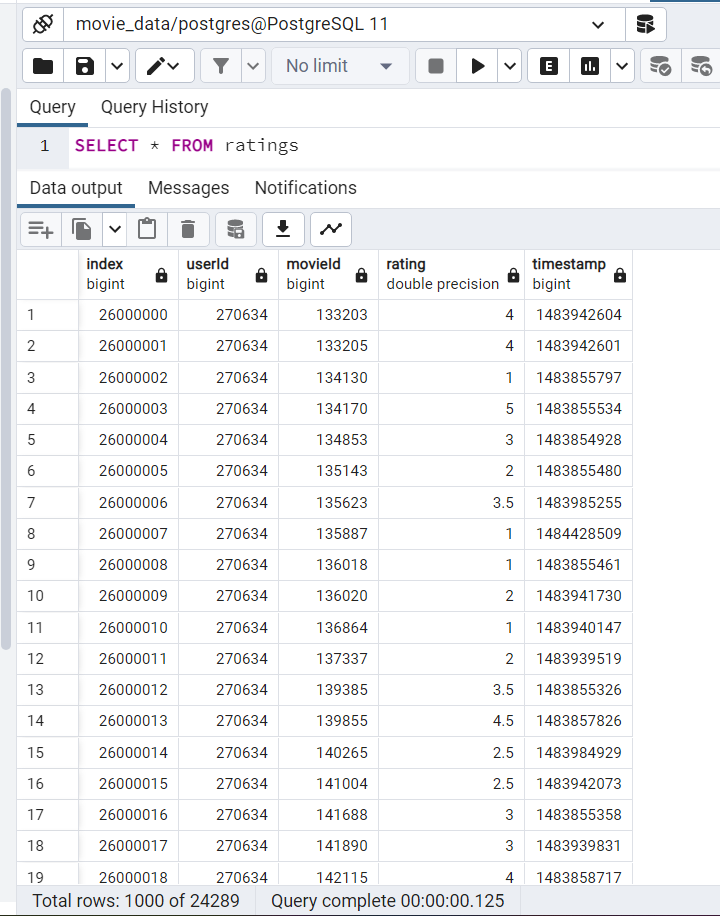 movie_data/postgres@PostgreSQL 11
No limit
E
Query Query History
1 SELECT * FROM ratings
Data output Messages Notifications
index userId movieId rating timestamp
bigint bigint bigint double precision bigint
1 26000000 270634 133203 4 1483942604
2 26000001 270634 133205 4 1483942601
3 26000002 270634 134130 1 1483855797
4 26000003 270634 134170 5 1483855534
5 26000004 270634 134853 3 1483854928
6 26000005 270634 135143 2 1483855480
7 26000006 270634 135623 3.5 1483985255
8 26000007 270634 135887 1 1484428509
9 26000008 270634 136018 1 1483855461
10 26000009 270634 136020 2 1483941730
11 26000010 270634 136864 1 1483940147
12 26000011 270634 137337 2 1483939519
13 26000012 270634 139385 3.5 1483855326
14 26000013 270634 139855 4.5 1483857826
15 26000014 270634 140265 2.5 1483984929
16 26000015 270634 141004 2.5 1483942073
17 26000016 270634 141688 3 1483855358
18 26000017 270634 141890 3 1483939831
19 26000018 270634 142115 4 1483858717
Total rows: 1000 of 24289 Query complete 00:00:00.125